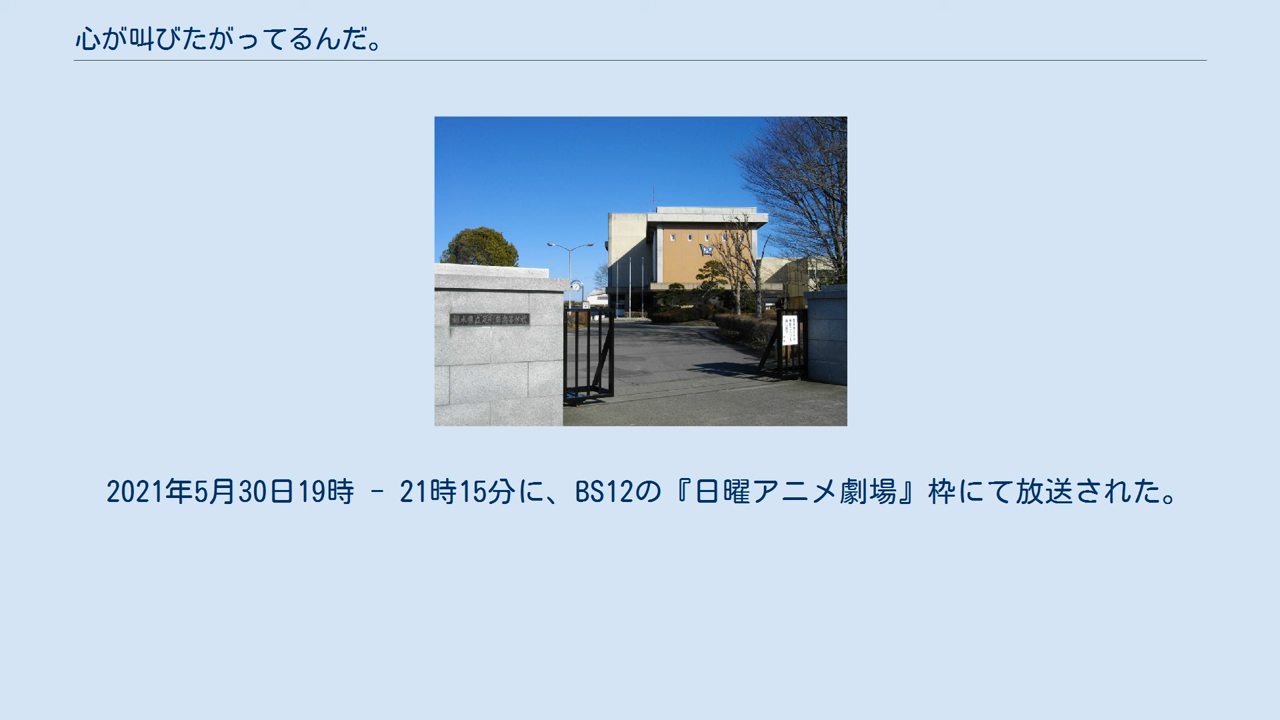 心が叫びたがってるんだ。
2021年5月30日19時 - 21時15分に、BS12の『日曜アニメ劇場』枠にて放送された。